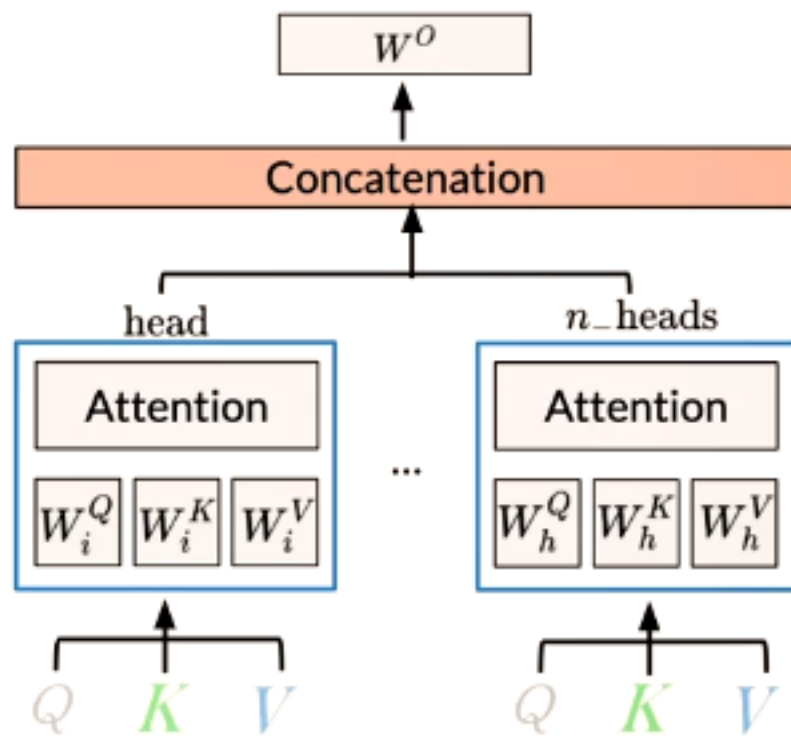 W^O
Concatenation
head n_heads
Attention Attention
W_i^Q W_i^K W_i^V ... W_h^Q W_h^K W_h^V
Q K V Q K V